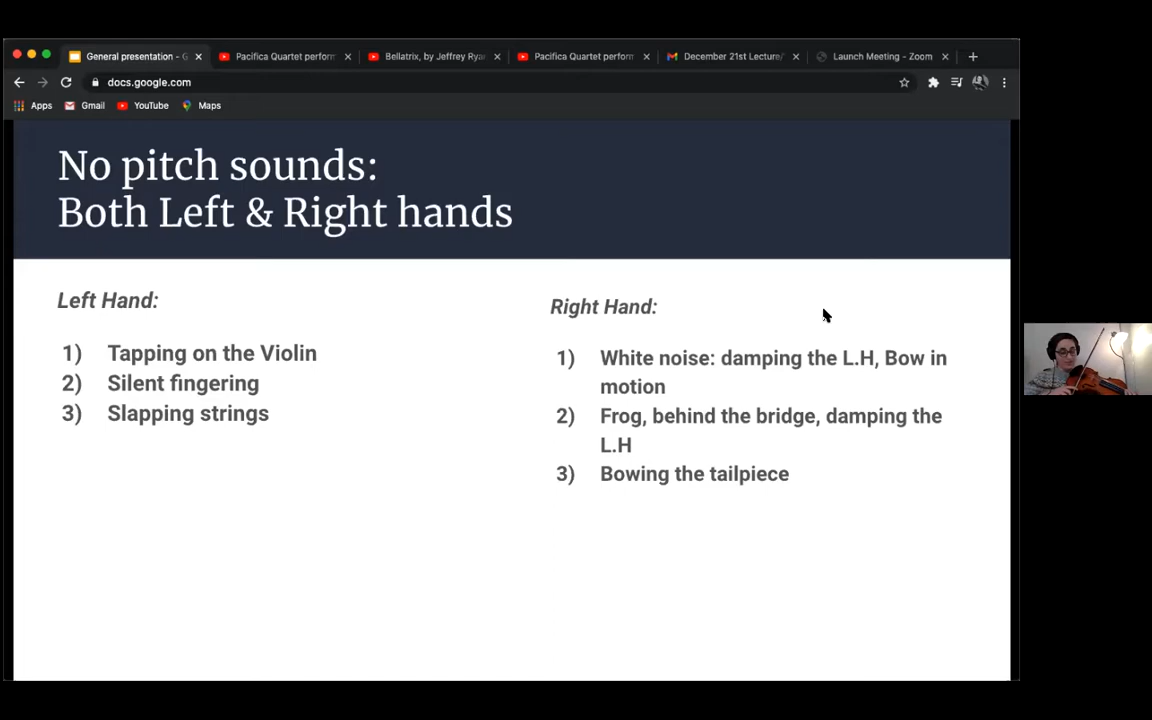 General presentation - G
Pacifica Quartet perform
Bellatrix, by Jeffrey Rya
Pacifica Quartet perform
December 21st Lecture/
Launch Meeting - Zoom
docs.google.com
Apps
Gmail
YouTube
Maps
No pitch sounds:
Both Left & Right hands
Left Hand:
1) Tapping on the Violin
2) Silent fingering
3) Slapping strings
Right Hand:
1) White noise: damping the L.H, Bow in
motion
2) Frog, behind the bridge, damping the
L.H
3) Bowing the tailpiece